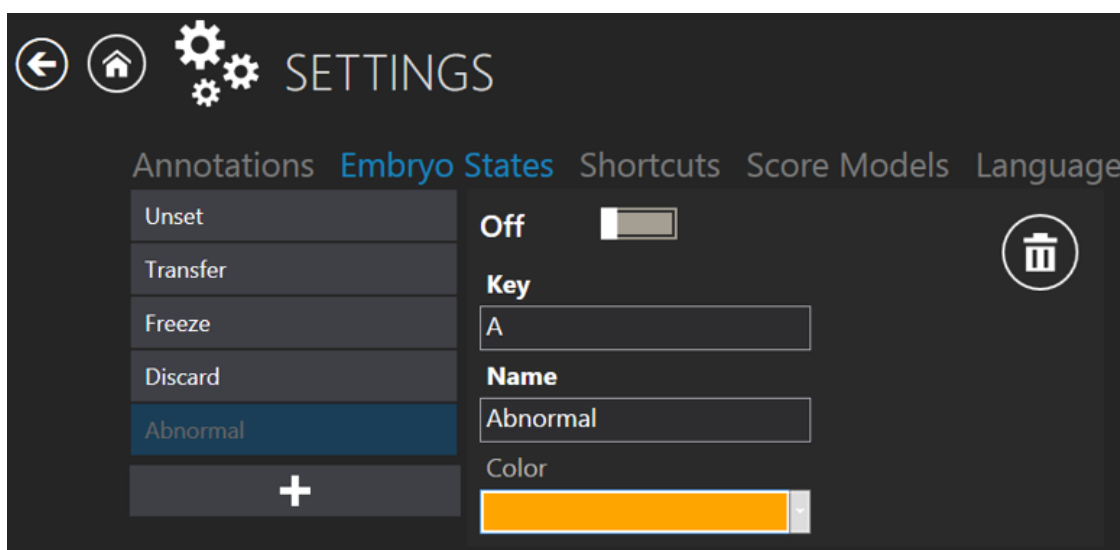 SETTINGS
Annotations Embryo States Shortcuts Score Models Language
Unset
Transfer
Freeze
Discard
Abnormal
Off
Key
A
Name
Abnormal
Color